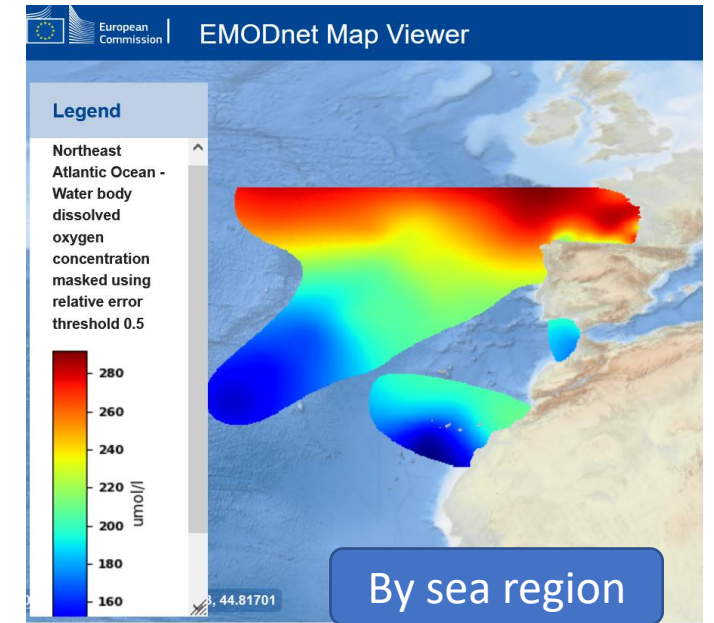 European
Commission
EMODnet Map Viewer
Legend
Northeast
Atlantic Ocean -
Water body
dissolved
oxygen
concentration
masked using
relative error
threshold 0.5
280
260
240
220
200
180
160
umol/l
, 44.81701
By sea region